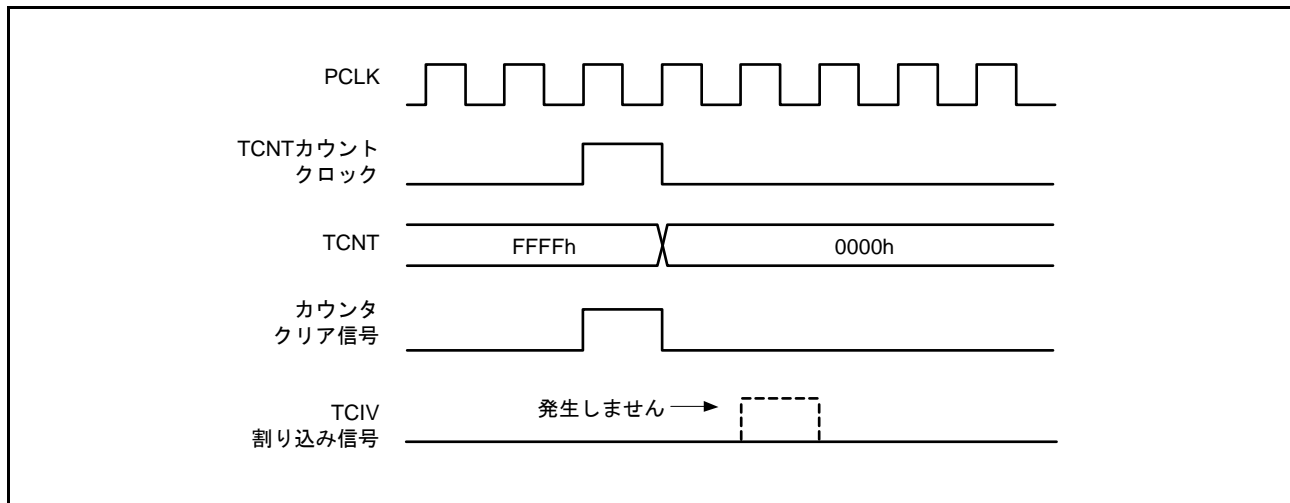 PCLK
TCNTカウント
クロック
TCNT
FFFFh
0000h
カウンタ
クリア信号
TCIV
割り込み信号
発生しません